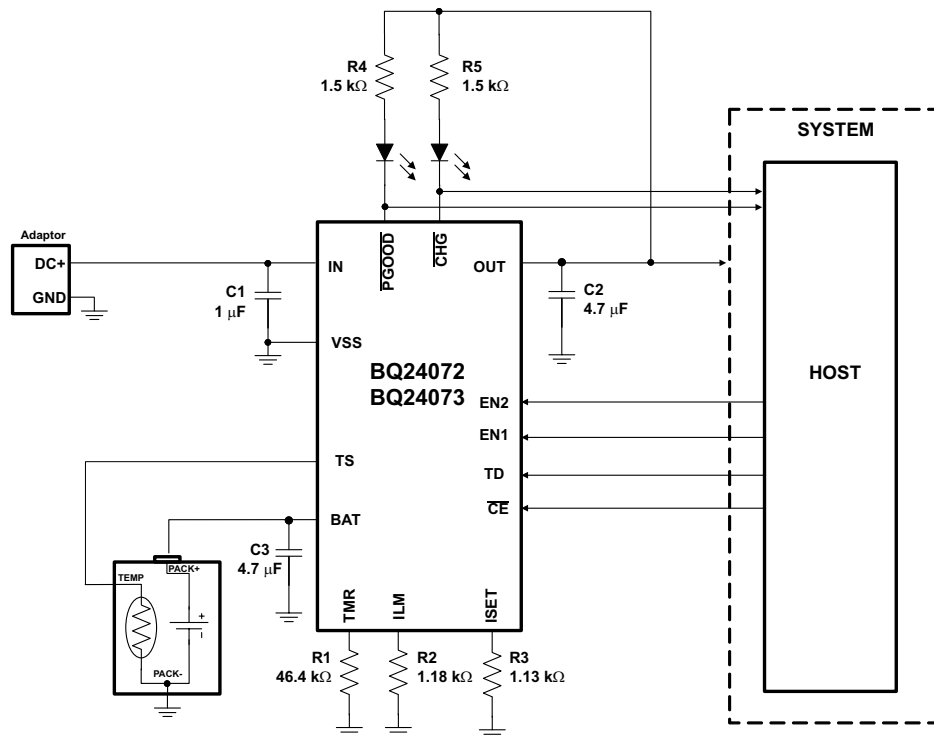 R4
1.5 kΩ
R5
1.5 kΩ
SYSTEM
Adaptor
DC+
GND
C1
1 μF
IN
PGOOD
CHG
OUT
C2
4.7 μF
VSS
BQ24072
BQ24073
HOST
EN2
EN1
TS
TD
CE
BAT
C3
4.7 μF
TEMP
PACK+
+
−
PACK-
TMR
ILM
ISET
R1
46.4 kΩ
R2
1.18 kΩ
R3
1.13 kΩ